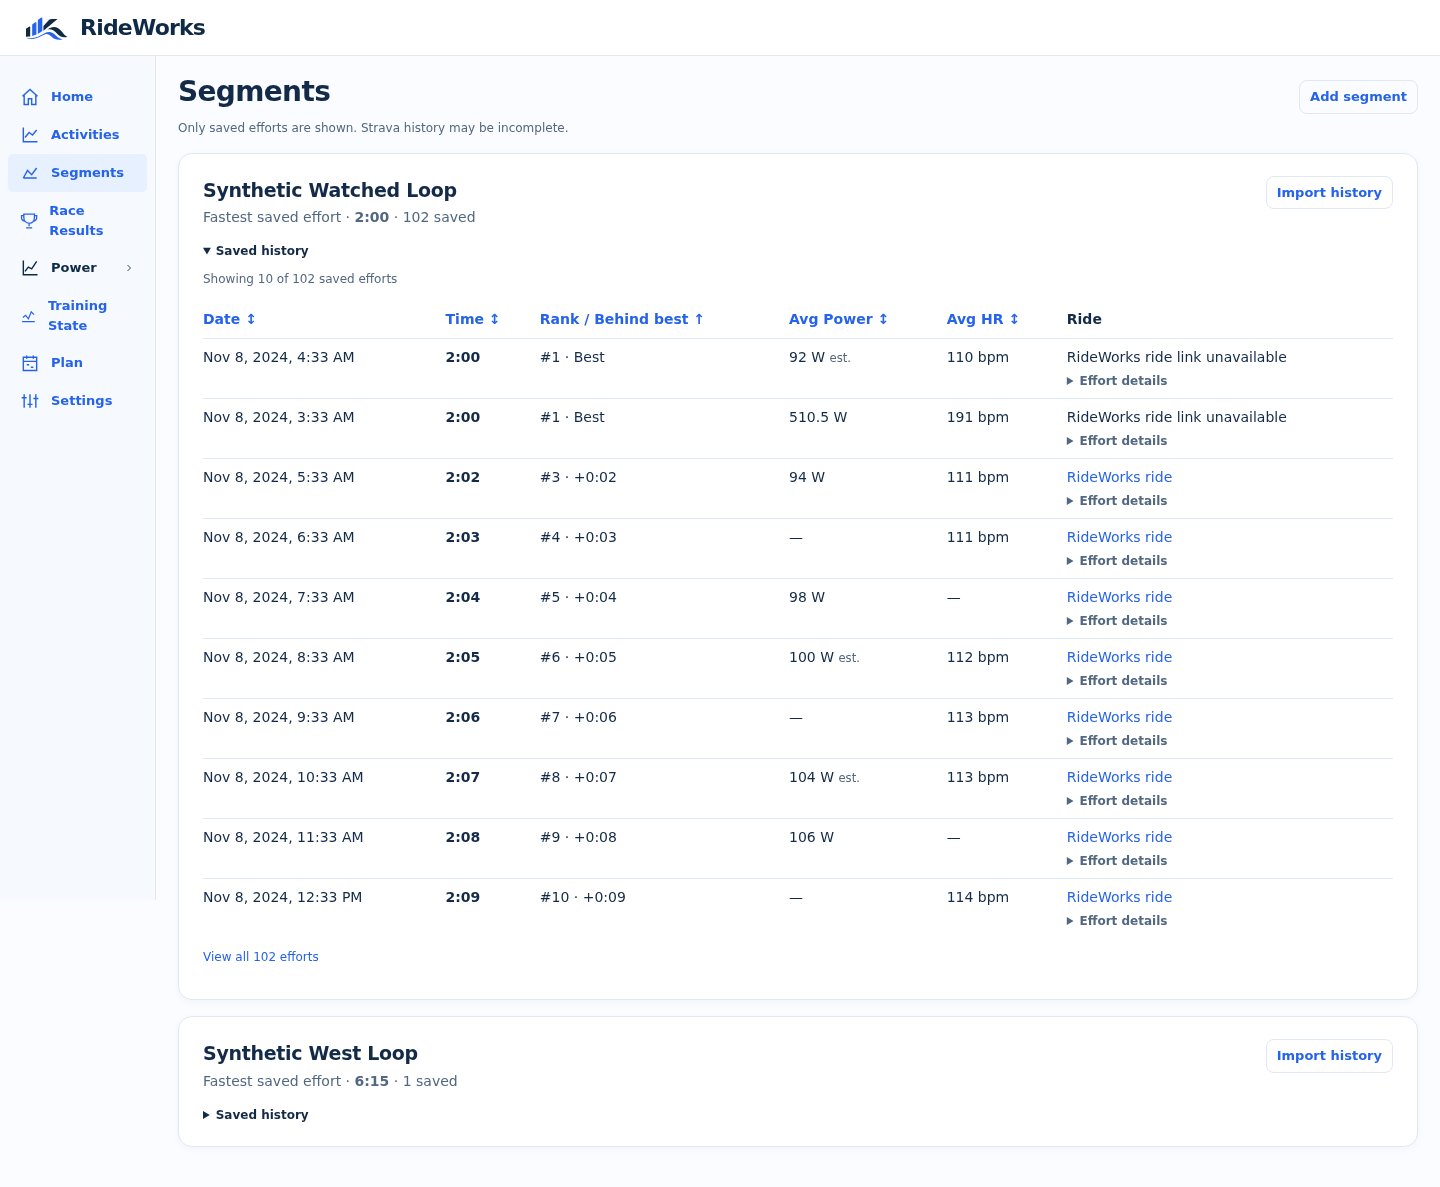 RideWorks
Home
Activities
Segments
Race
Results
Power ›
Training
State
Plan
Settings
Segments
Add segment
Only saved efforts are shown. Strava history may be incomplete.
Synthetic Watched Loop
Import history
Fastest saved effort · 2:00 · 102 saved
▼ Saved history
Showing 10 of 102 saved efforts
Date ↕ Time ↕ Rank / Behind best ↑ Avg Power ↕ Avg HR ↕ Ride
Nov 8, 2024, 4:33 AM 2:00 #1 · Best 92 W est. 110 bpm RideWorks ride link unavailable
▶ Effort details
Nov 8, 2024, 3:33 AM 2:00 #1 · Best 510.5 W 191 bpm RideWorks ride link unavailable
▶ Effort details
Nov 8, 2024, 5:33 AM 2:02 #3 · +0:02 94 W 111 bpm RideWorks ride
▶ Effort details
Nov 8, 2024, 6:33 AM 2:03 #4 · +0:03 — 111 bpm RideWorks ride
▶ Effort details
Nov 8, 2024, 7:33 AM 2:04 #5 · +0:04 98 W — RideWorks ride
▶ Effort details
Nov 8, 2024, 8:33 AM 2:05 #6 · +0:05 100 W est. 112 bpm RideWorks ride
▶ Effort details
Nov 8, 2024, 9:33 AM 2:06 #7 · +0:06 — 113 bpm RideWorks ride
▶ Effort details
Nov 8, 2024, 10:33 AM 2:07 #8 · +0:07 104 W est. 113 bpm RideWorks ride
▶ Effort details
Nov 8, 2024, 11:33 AM 2:08 #9 · +0:08 106 W — RideWorks ride
▶ Effort details
Nov 8, 2024, 12:33 PM 2:09 #10 · +0:09 — 114 bpm RideWorks ride
▶ Effort details
View all 102 efforts
Synthetic West Loop
Import history
Fastest saved effort · 6:15 · 1 saved
▶ Saved history